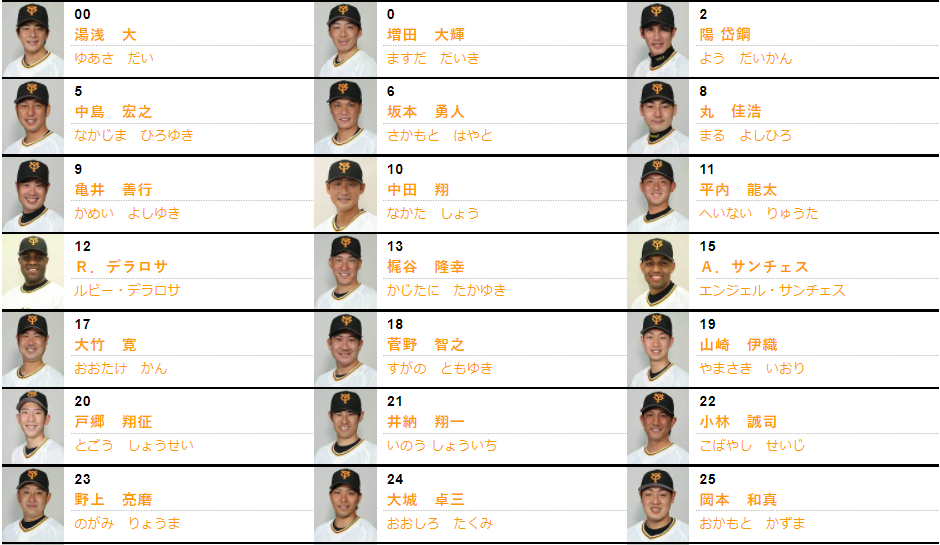 00
湯浅　大
ゆあさ　だい
0
増田　大輝
ますだ　だいき
2
陽 岱鋼
よう　だいかん
5
中島　宏之
なかじま　ひろゆき
6
坂本　勇人
さかもと　はやと
8
丸　佳浩
まる　よしひろ
9
亀井　善行
かめい　よしゆき
10
中田　翔
なかた　しょう
11
平内　龍太
へいない　りゅうた
12
Ｒ．デラロサ
ルビー・デラロサ
13
梶谷　隆幸
かじたに　たかゆき
15
Ａ．サンチェス
エンジェル・サンチェス
17
大竹　寛
おおたけ　かん
18
菅野　智之
すがの　ともゆき
19
山﨑　伊織
やまさき　いおり
20
戸郷　翔征
とごう　しょうせい
21
井納　翔一
いのう しょういち
22
小林　誠司
こばやし　せいじ
23
野上　亮磨
のがみ　りょうま
24
大城　卓三
おおしろ　たくみ
25
岡本　和真
おかもと　かずま